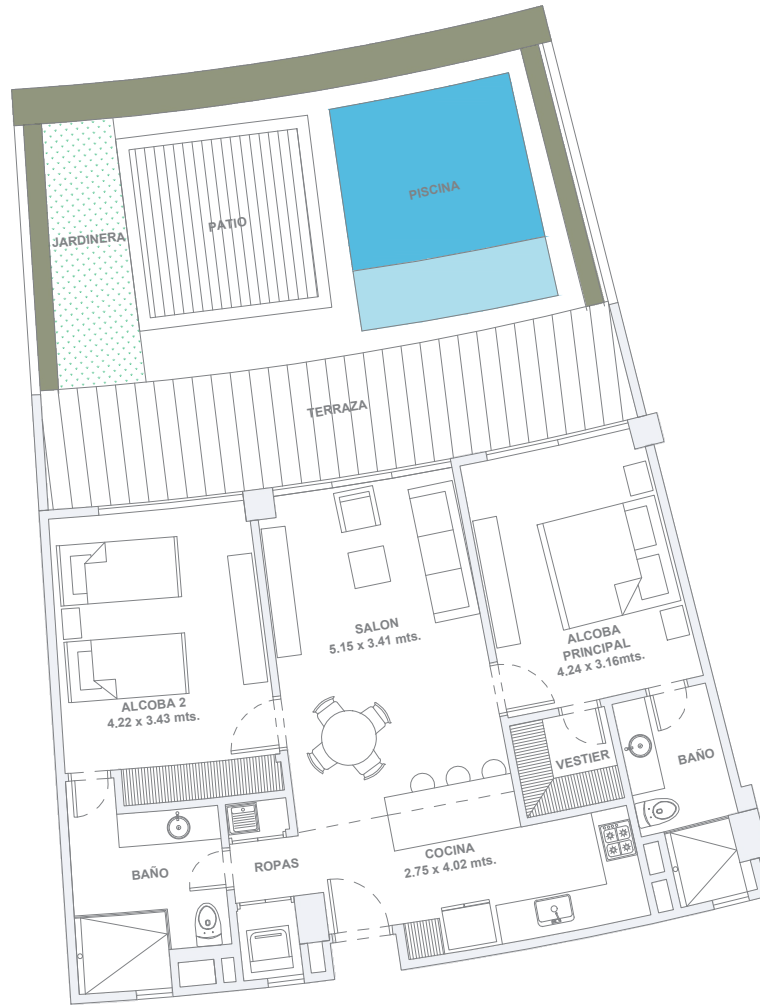 PISCINA
PATIO
JARDINERA
TERRAZA
SALON
5.15 x 3.41 mts.
ALCOBA
PRINCIPAL
4.24 x 3.16mts.
ALCOBA 2
4.22 x 3.43 mts.
VESTIER
BAÑO
COCINA
2.75 x 4.02 mts.
ROPAS
BAÑO